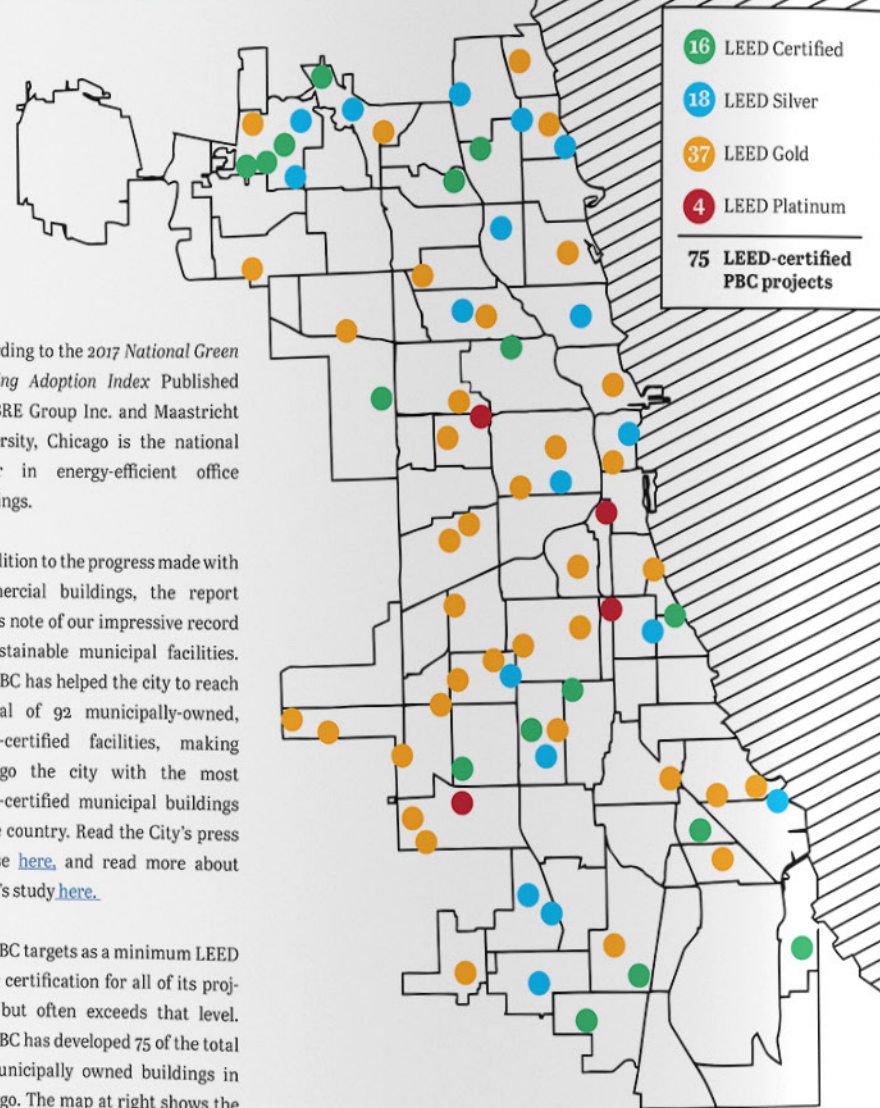 16 LEED Certified
18 LEED Silver
37 LEED Gold
4 LEED Platinum
75 LEED-certified
PBC projects
ding to the 2017 National Green
ng Adoption Index Published
BRE Group Inc. and Maastricht
rsity, Chicago is the national
r in energy-efficient office
ings.
dition to the progress made with
mercial buildings, the report
s note of our impressive record
stainable municipal facilities.
BC has helped the city to reach
al of 92 municipally-owned,
-certified facilities, making
go the city with the most
-certified municipal buildings
e country. Read the City's press
se here, and read more about
's study here.
BC targets as a minimum LEED
r certification for all of its proj-
but often exceeds that level.
BC has developed 75 of the total
unicipally owned buildings in
go. The map at right shows the